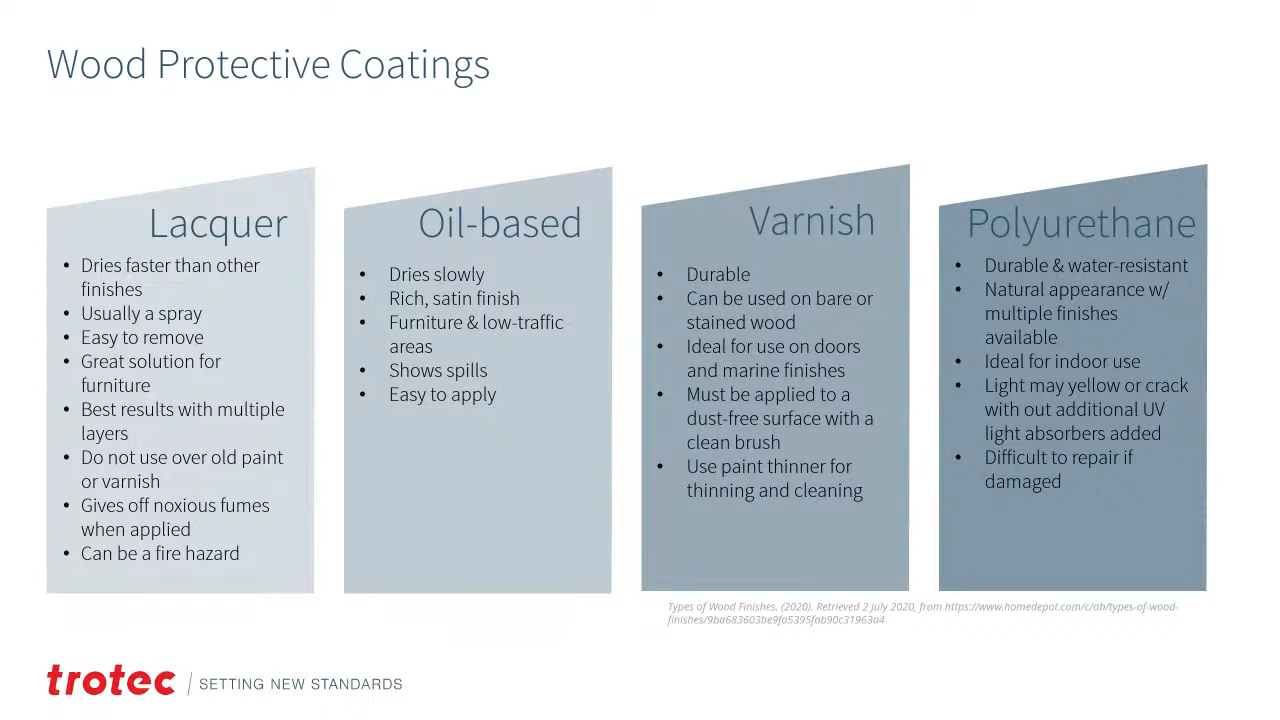 Wood Protective Coatings
Lacquer
• Dries faster than other
finishes
• Usually a spray
• Easy to remove
• Great solution for
furniture
• Best results with multiple
layers
• Do not use over old paint
or varnish
• Gives off noxious fumes
when applied
• Can be a fire hazard
Oil-based
• Dries slowly
• Rich, satin finish
• Furniture & low-traffic
areas
• Shows spills
• Easy to apply
Varnish
• Durable
• Can be used on bare or
stained wood
• Ideal for use on doors
and marine finishes
• Must be applied to a
dust-free surface with a
clean brush
• Use paint thinner for
thinning and cleaning
Polyurethane
• Durable & water-resistant
• Natural appearance w/
multiple finishes
available
• Ideal for indoor use
• Light may yellow or crack
with out additional UV
light absorbers added
• Difficult to repair if
damaged
Types of Wood Finishes. (2020). Retrieved 2 July 2020, from https://www.homedepot.com/c/ab/types-of-wood-
finishes/9ba683603be9fa5395fab90c31963a4
trotec | SETTING NEW STANDARDS